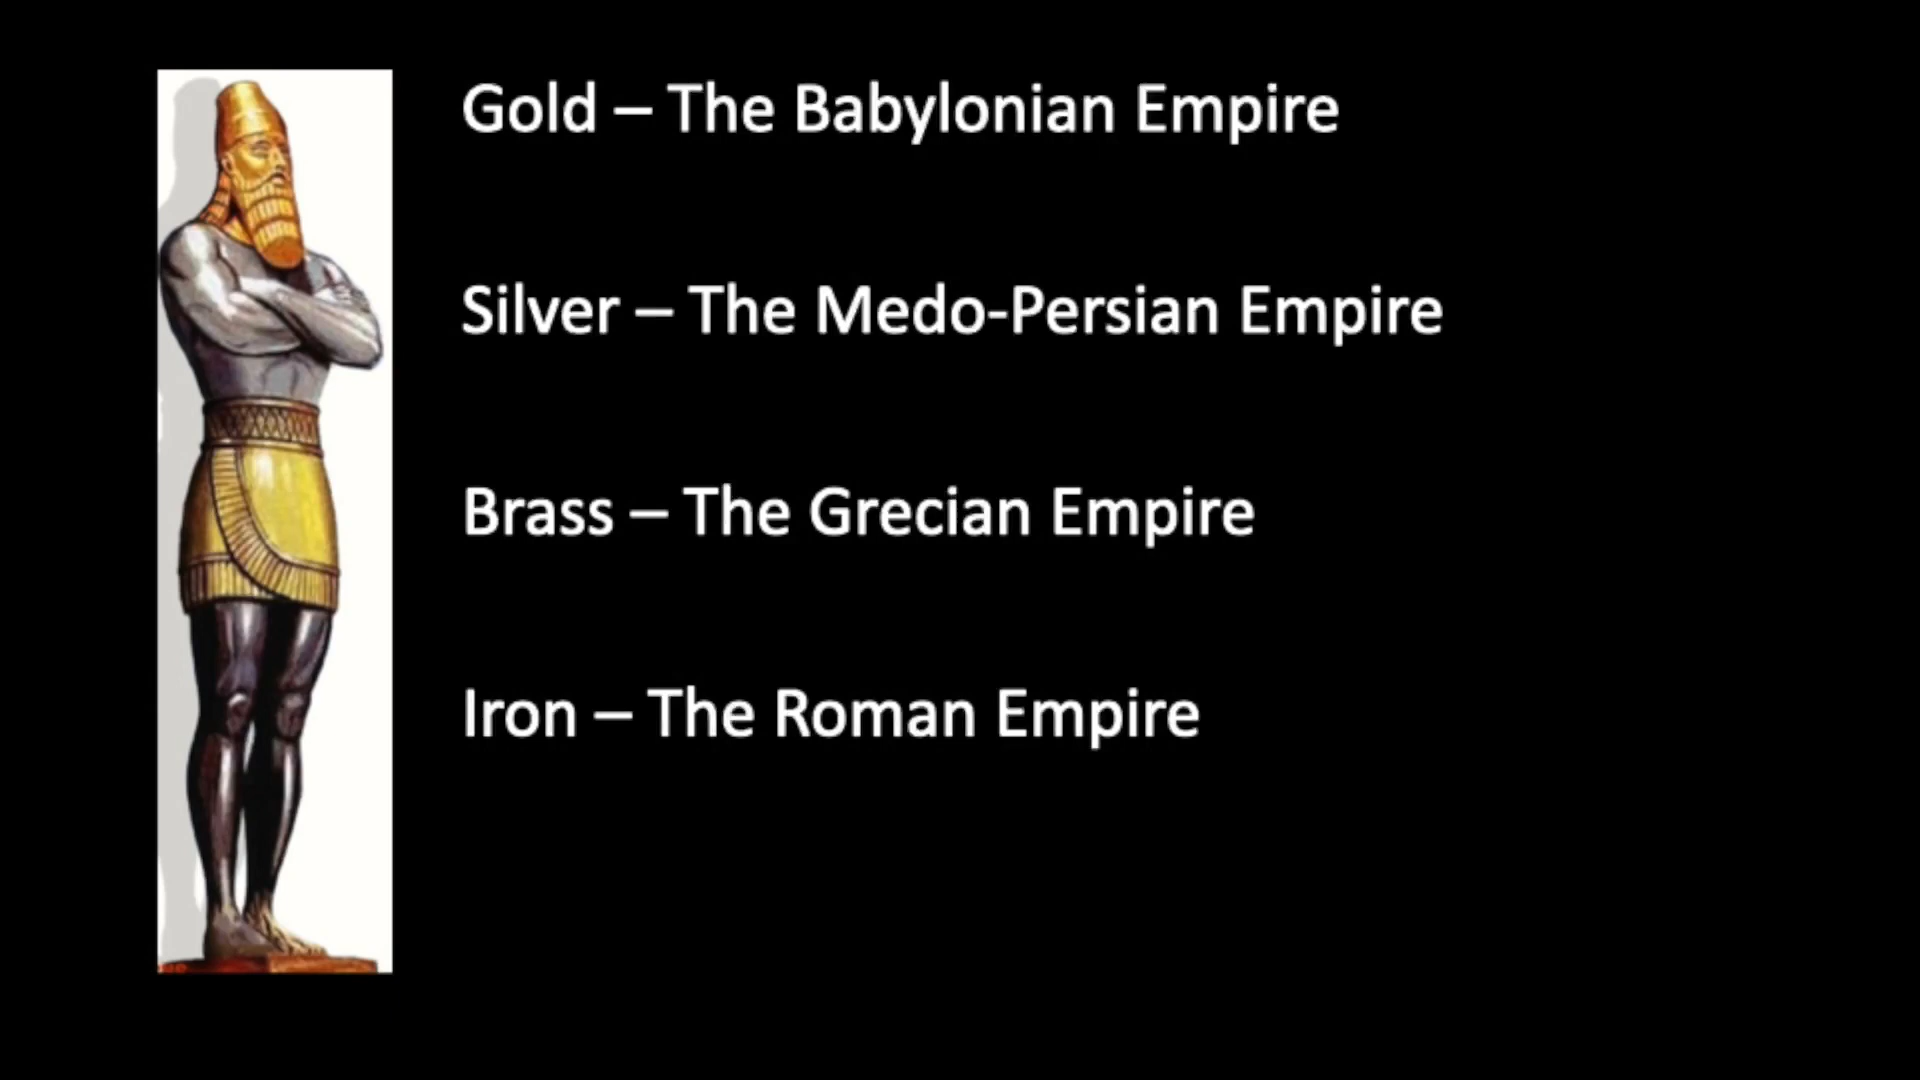 Gold – The Babylonian Empire
Silver – The Medo-Persian Empire
Brass – The Grecian Empire
Iron – The Roman Empire